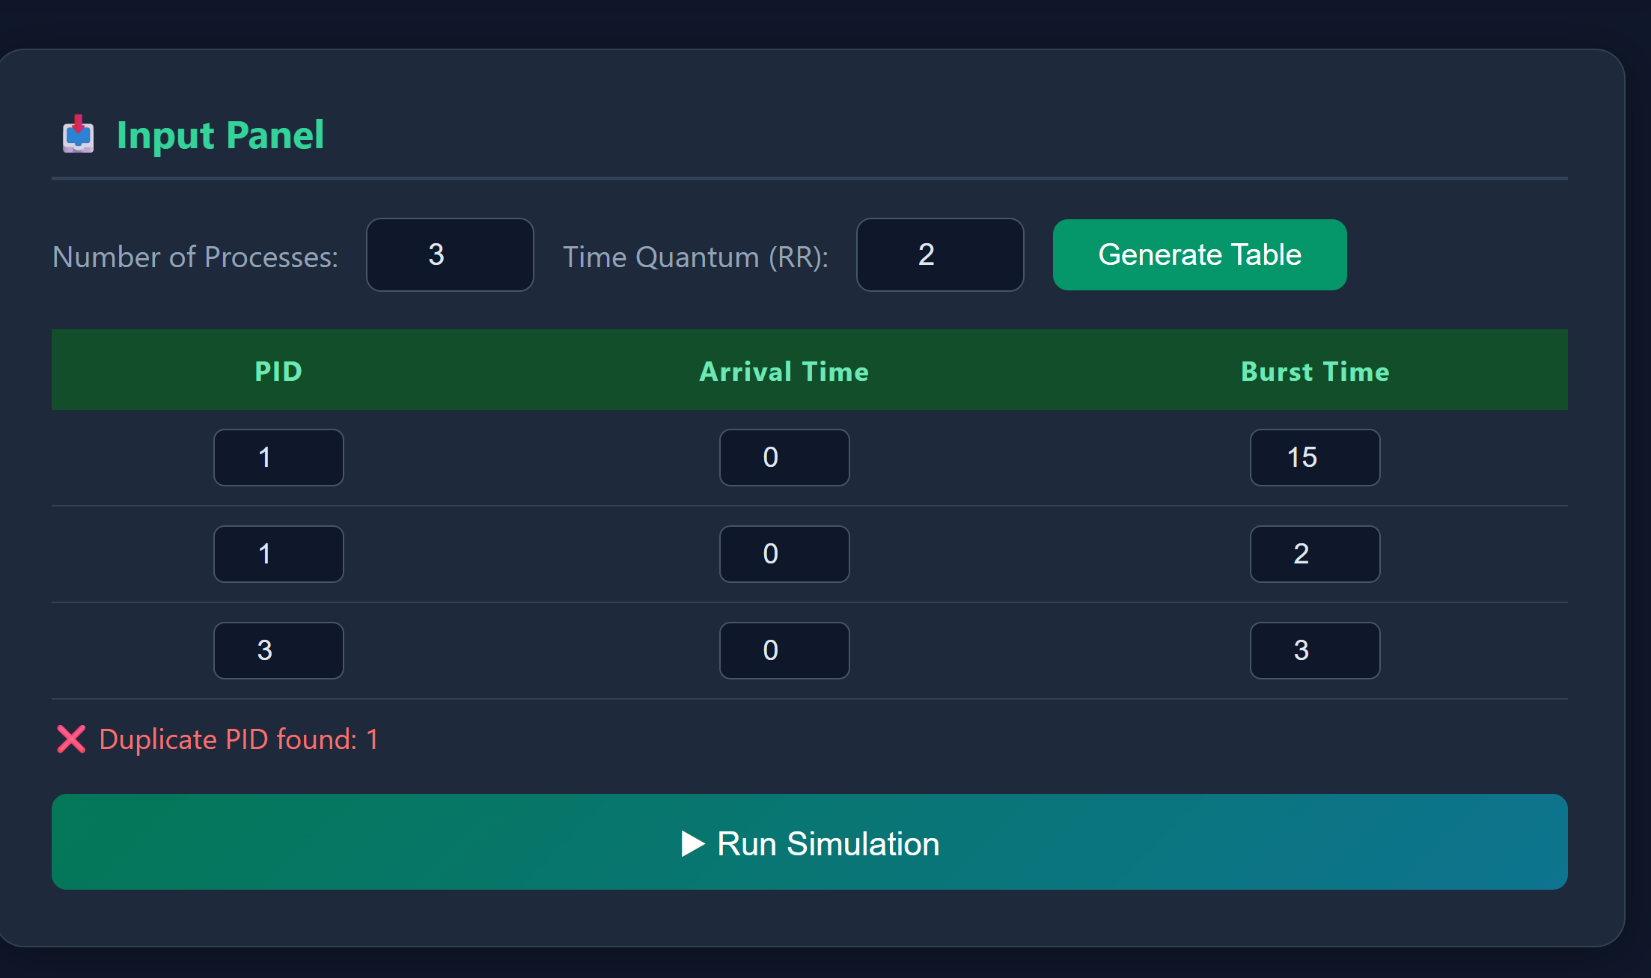 Input Panel
Number of Processes: 3 Time Quantum (RR): 2 Generate Table
PID Arrival Time Burst Time
1 0 15
1 0 2
3 0 3
❌ Duplicate PID found: 1
▶ Run Simulation